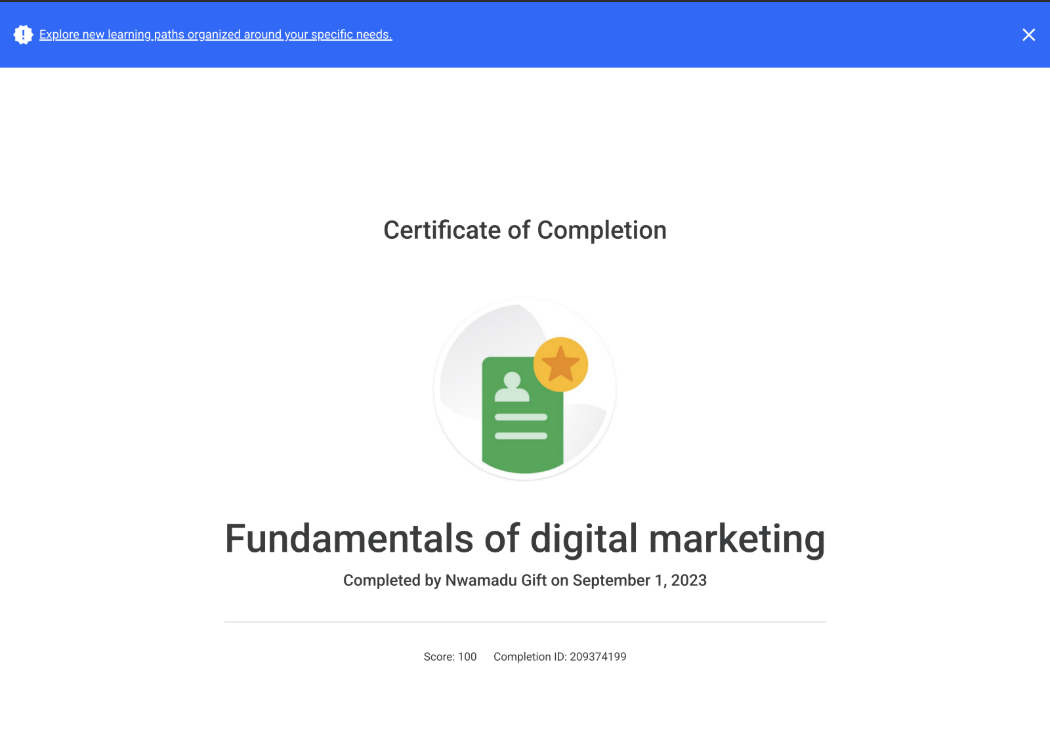 Explore new learning paths organized around your specific needs.
Certificate of Completion
Fundamentals of digital marketing
Completed by Nwamadu Gift on September 1, 2023
Score: 100 Completion ID: 209374199